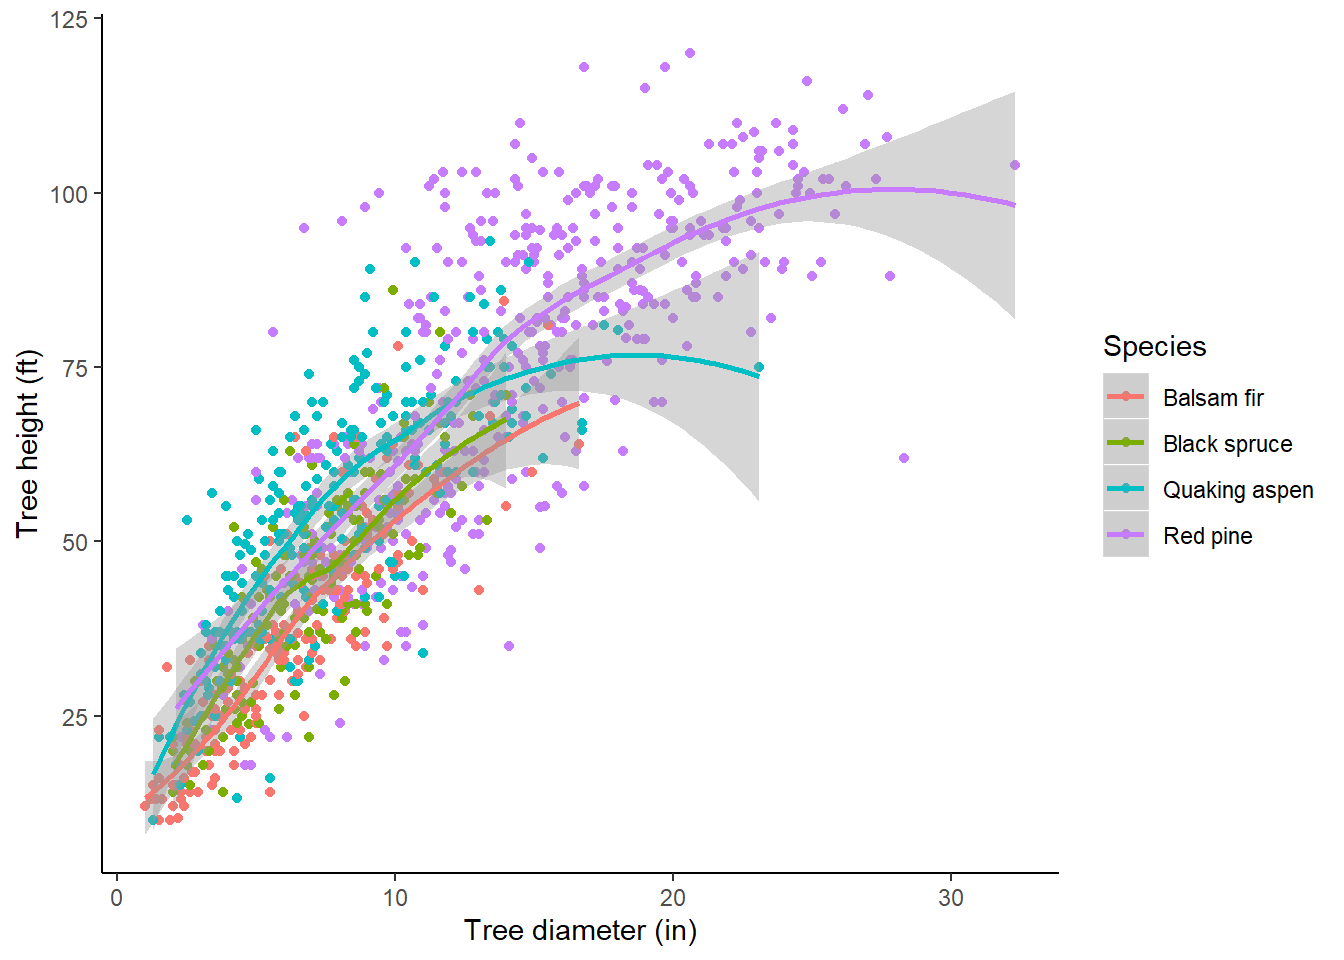 125
100
75
50
25
0
10
20
30
Tree diameter (in)
Tree height (ft)
Species
Balsam fir
Black spruce
Quaking aspen
Red pine